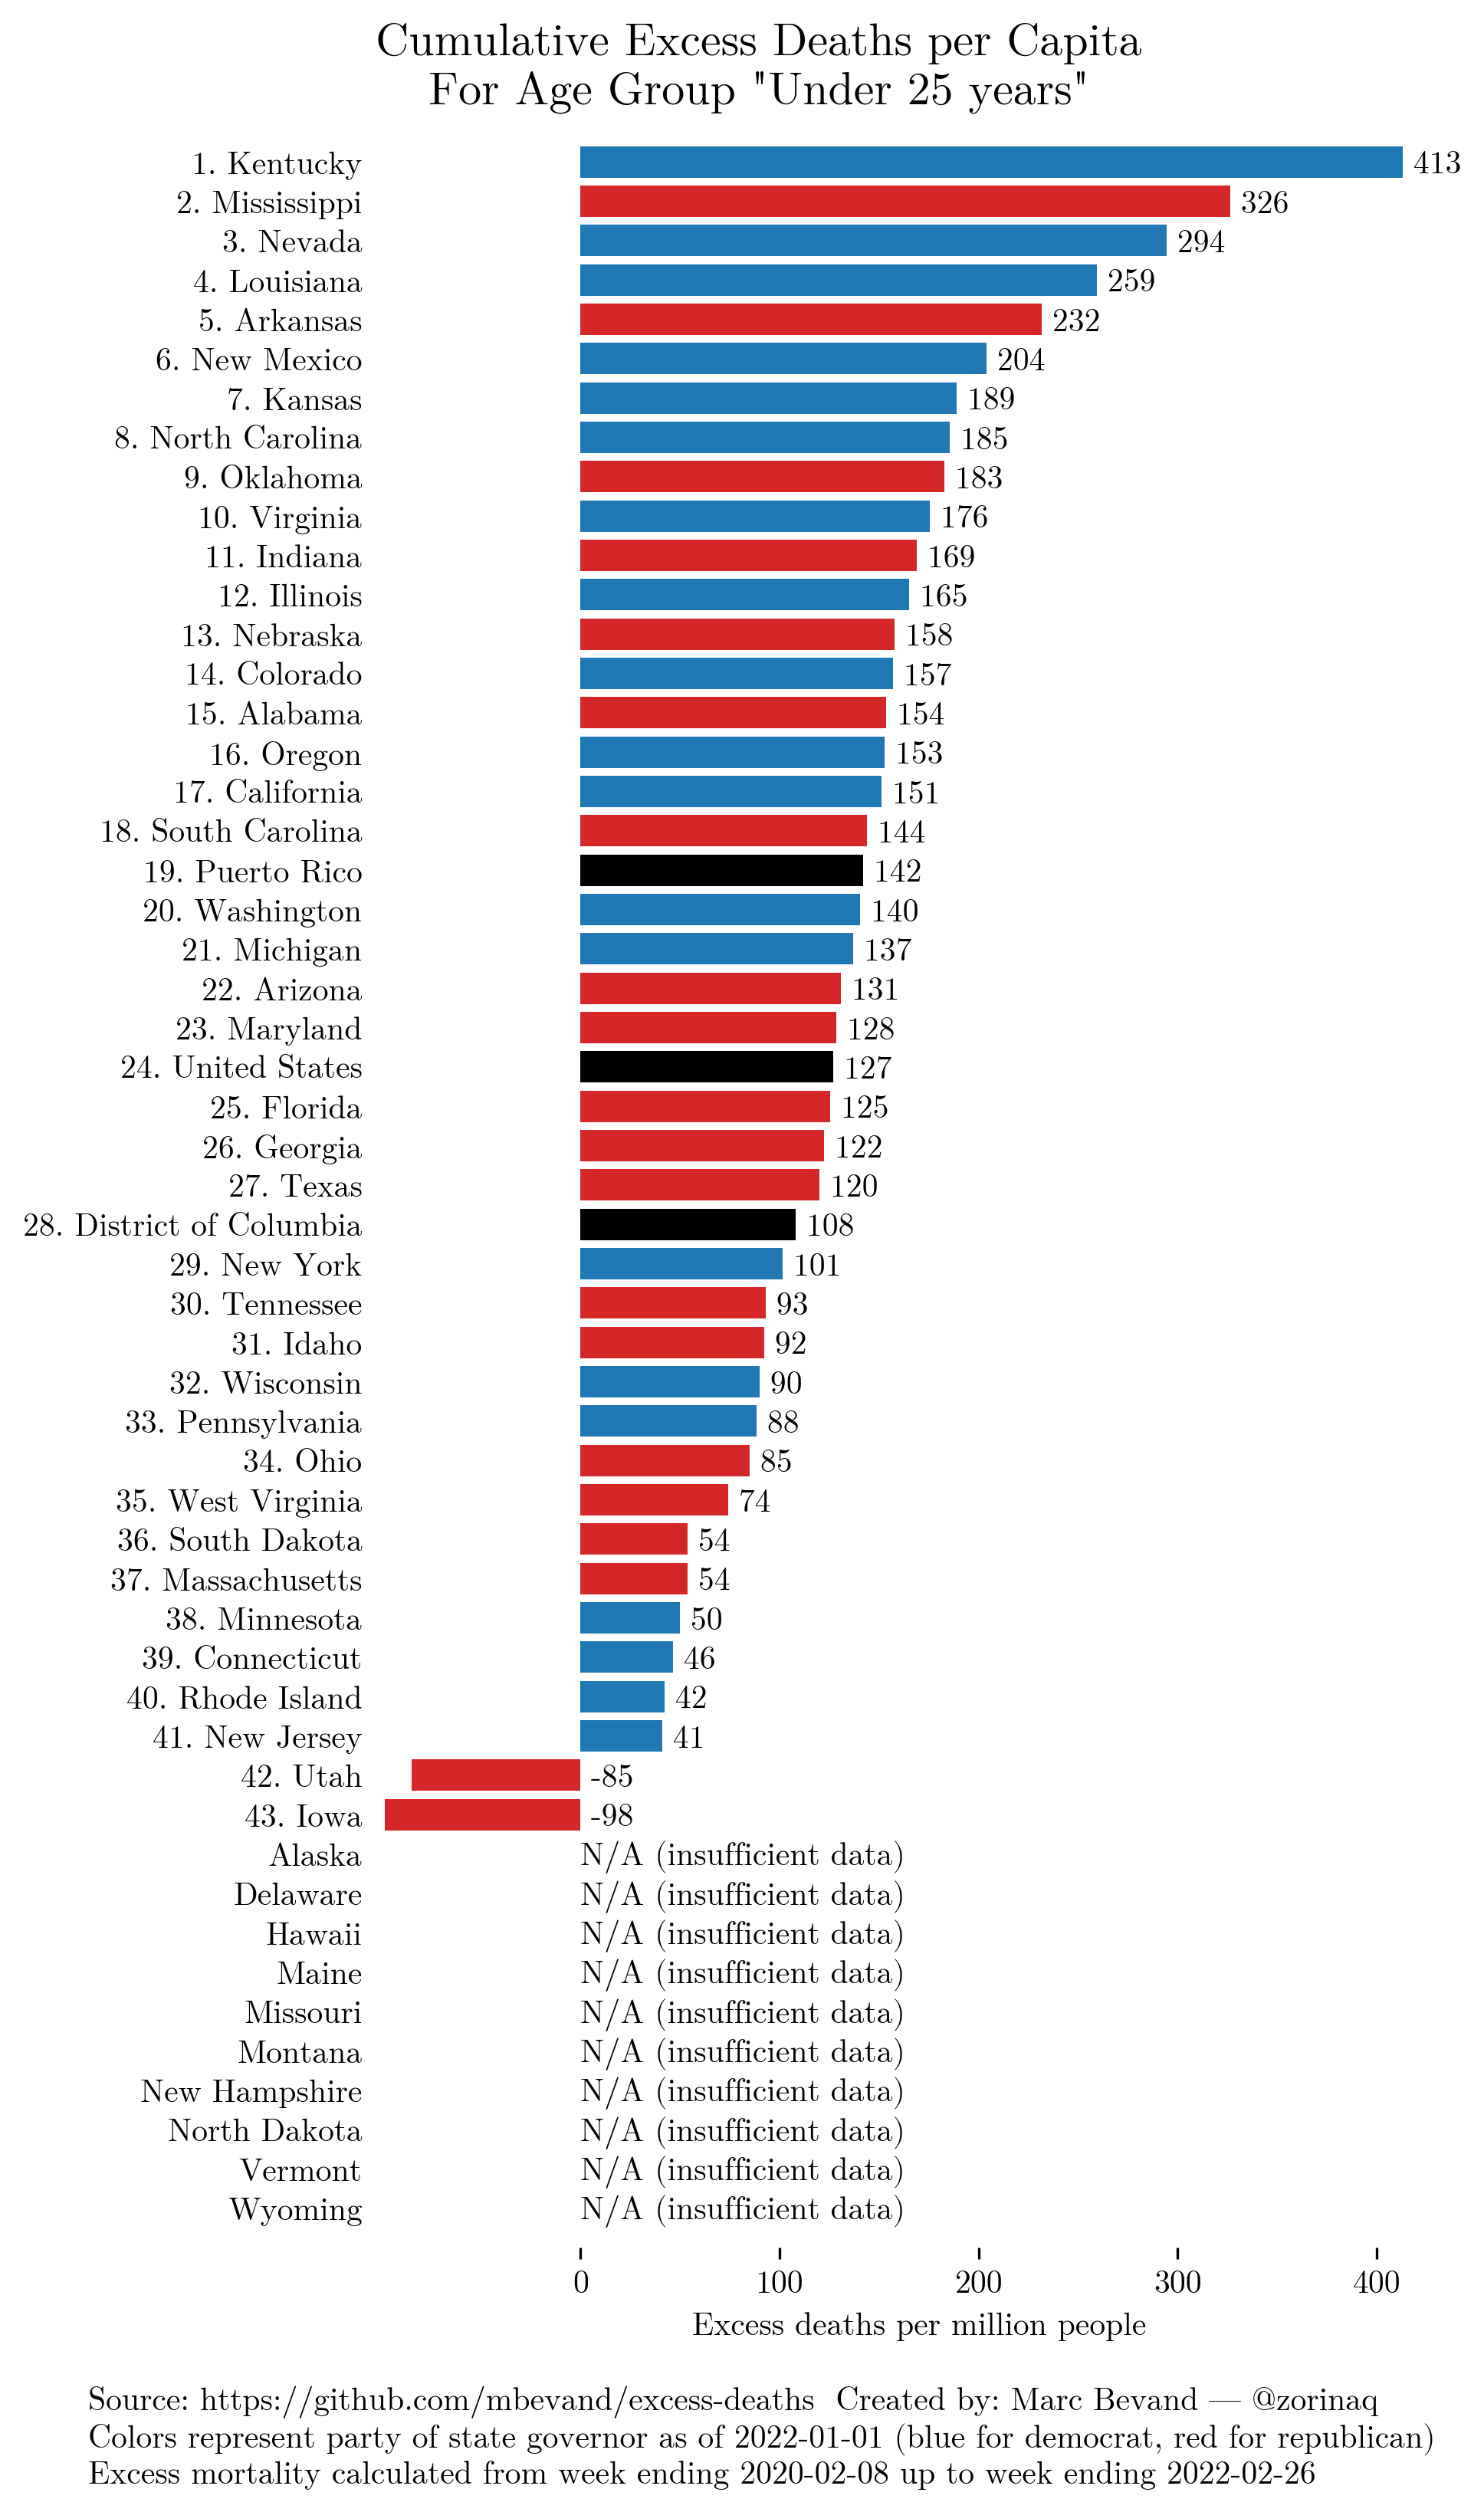 Cumulative Excess Deaths per Capita
For Age Group "Under 25 years"
1. Kentucky 413
2. Mississippi 326
3. Nevada 294
4. Louisiana 259
5. Arkansas 232
6. New Mexico 204
7. Kansas 189
8. North Carolina 185
9. Oklahoma 183
10. Virginia 176
11. Indiana 169
12. Illinois 165
13. Nebraska 158
14. Colorado 157
15. Alabama 154
16. Oregon 153
17. California 151
18. South Carolina 144
19. Puerto Rico 142
20. Washington 140
21. Michigan 137
22. Arizona 131
23. Maryland 128
24. United States 127
25. Florida 125
26. Georgia 122
27. Texas 120
28. District of Columbia 108
29. New York 101
30. Tennessee 93
31. Idaho 92
32. Wisconsin 90
33. Pennsylvania 88
34. Ohio 85
35. West Virginia 74
36. South Dakota 54
37. Massachusetts 54
38. Minnesota 50
39. Connecticut 46
40. Rhode Island 42
41. New Jersey 41
42. Utah -85
43. Iowa -98
Alaska N/A (insufficient data)
Delaware N/A (insufficient data)
Hawaii N/A (insufficient data)
Maine N/A (insufficient data)
Missouri N/A (insufficient data)
Montana N/A (insufficient data)
New Hampshire N/A (insufficient data)
North Dakota N/A (insufficient data)
Vermont N/A (insufficient data)
Wyoming N/A (insufficient data)
0 100 200 300 400
Excess deaths per million people
Source: https://github.com/mbevand/excess-deaths Created by: Marc Bevand — @zorinaq
Colors represent party of state governor as of 2022-01-01 (blue for democrat, red for republican)
Excess mortality calculated from week ending 2020-02-08 up to week ending 2022-02-26